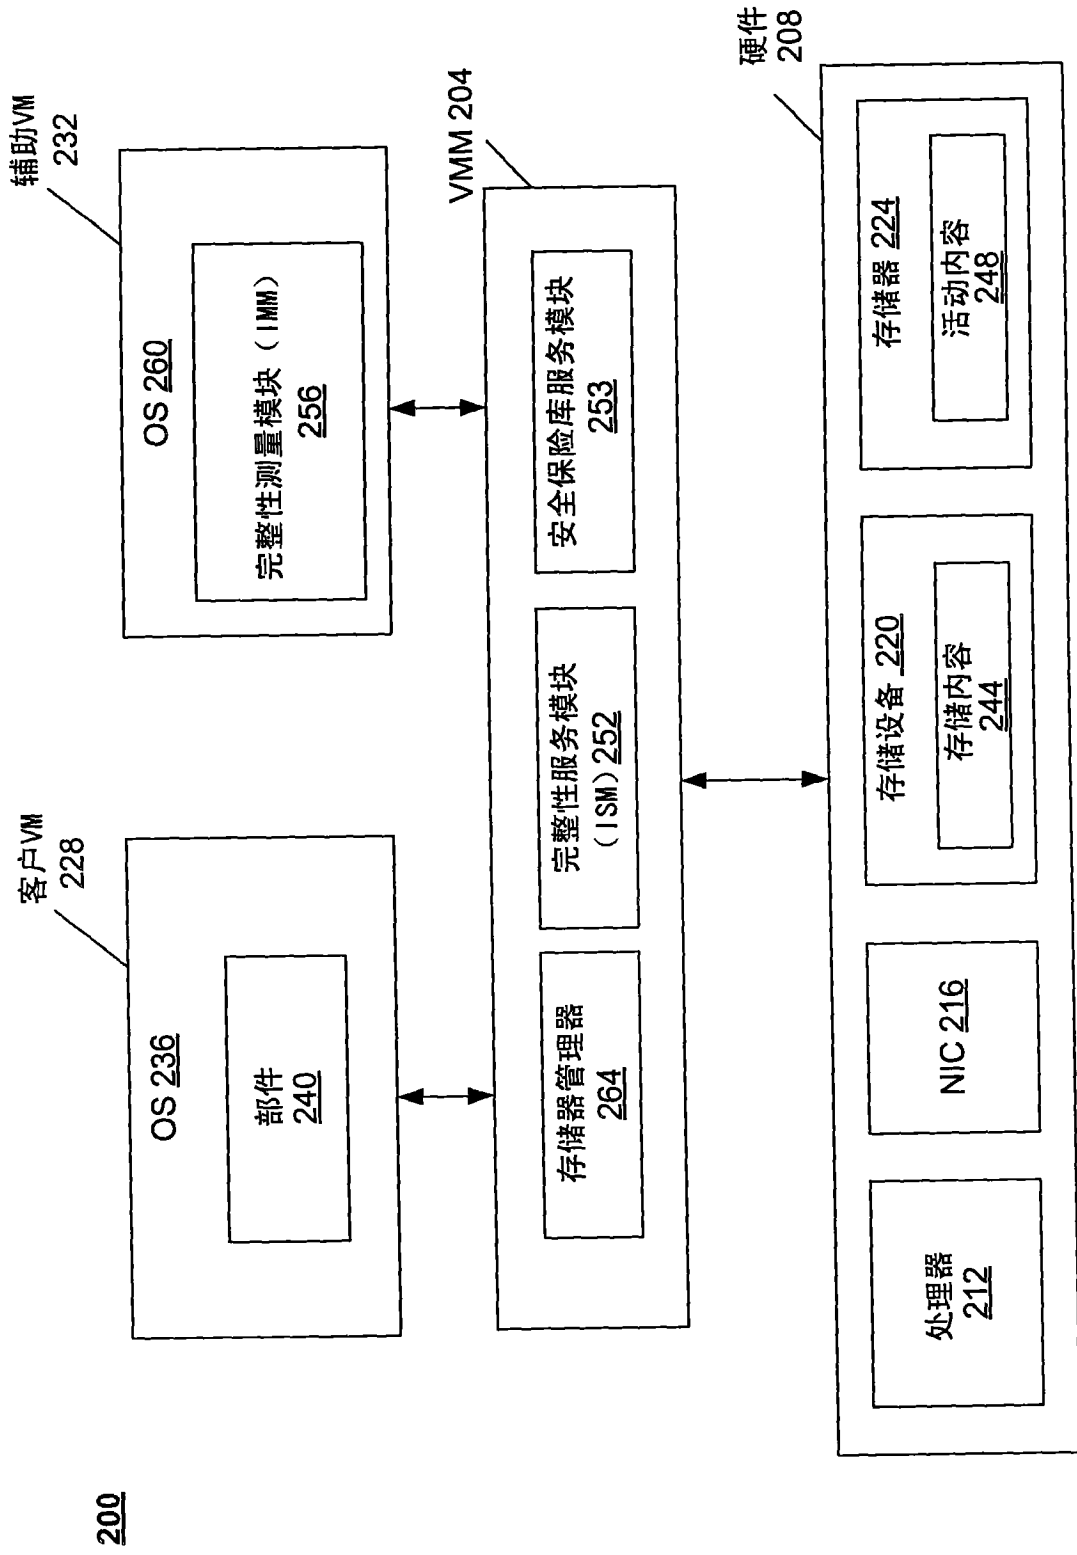 200
客户VM
228
OS 236
部件
240
辅助VM
232
OS 260
完整性测量模块（IMM）
256
VMM 204
存储器管理器
264
完整性服务模块
（ISM）252
安全保险库服务模块
253
硬件
208
处理器
212
NIC 216
存储设备 220
存储内容
244
存储器 224
活动内容
248